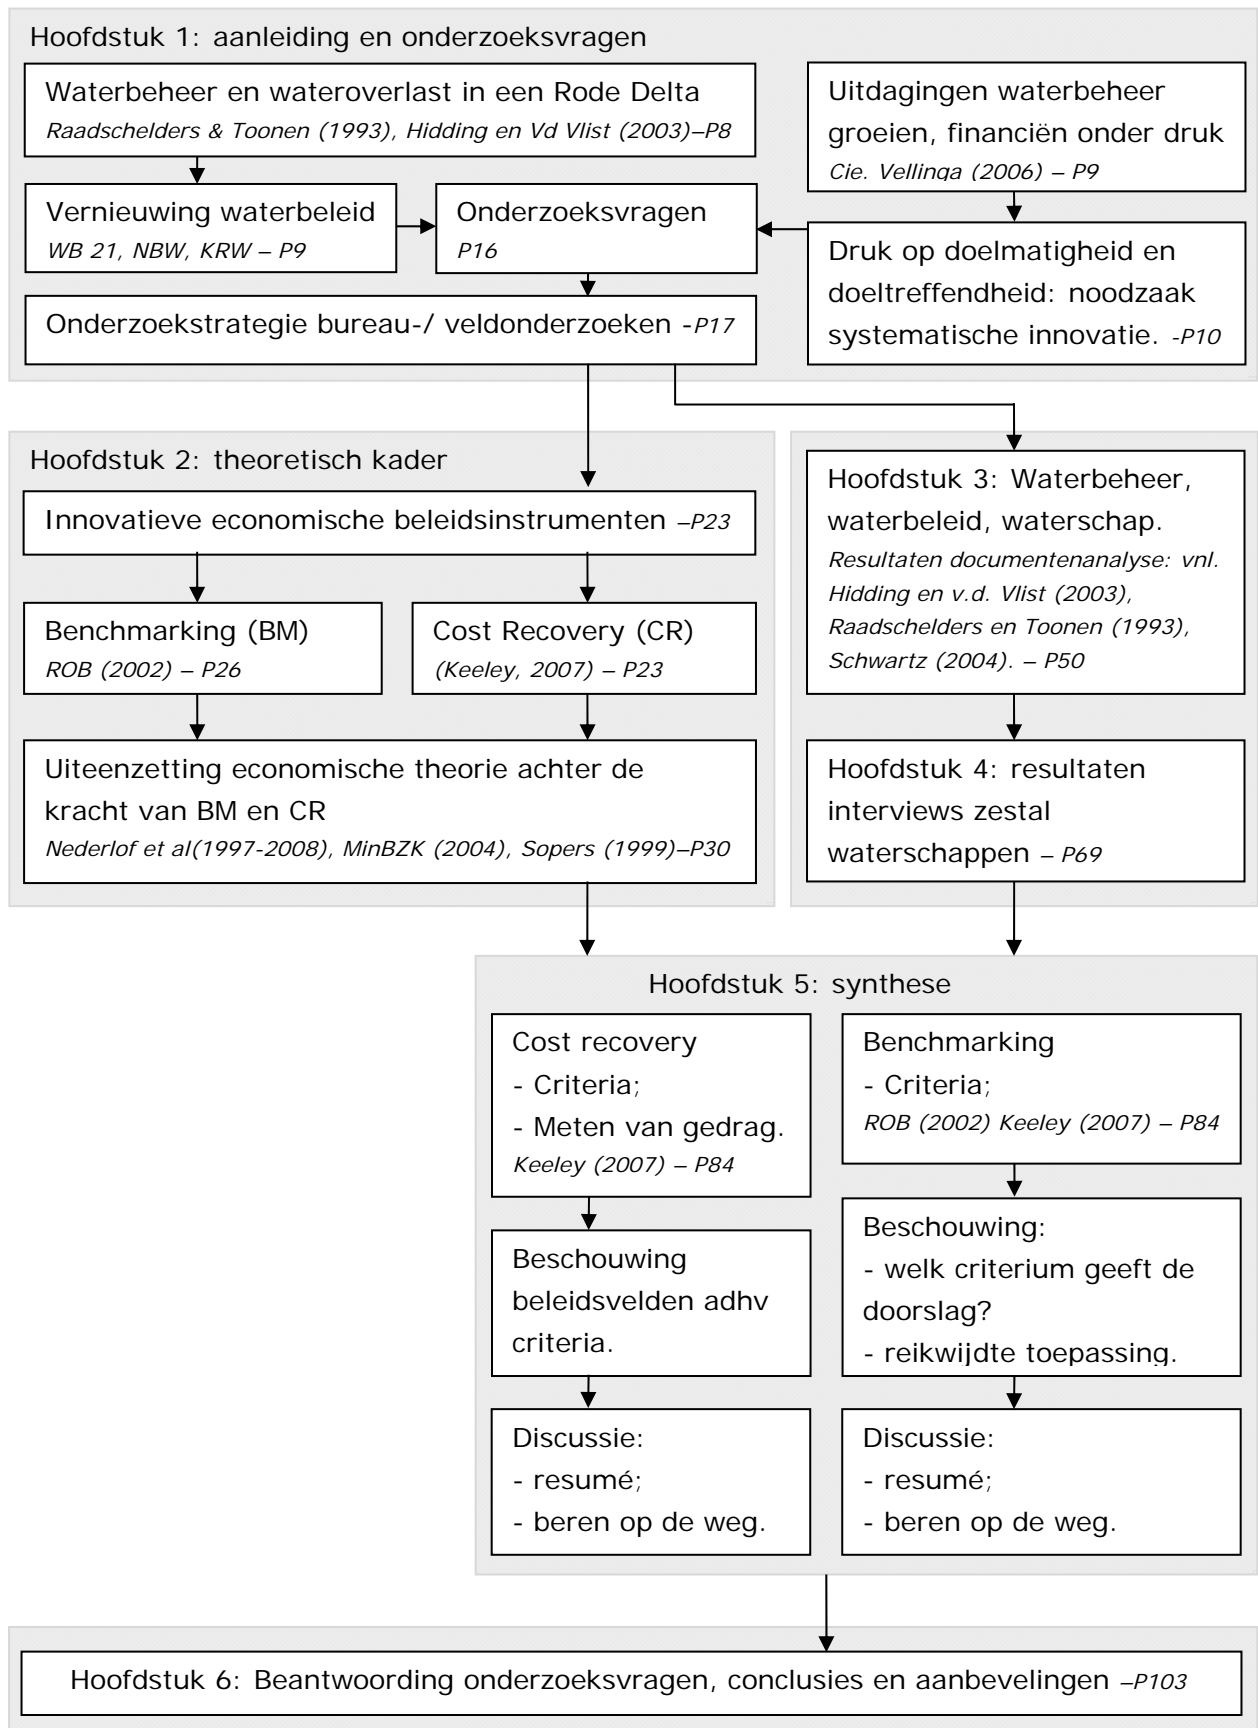 Hoofdstuk 1: aanleiding en onderzoeksvragen
Waterbeheer en wateroverlast in een Rode Delta
Raadschelders & Toonen (1993), Hidding en Vd Vlist (2003)–P8
Uitdagingen waterbeheer
groeien, financiën onder druk
Cie. Vellinga (2006) – P9
Vernieuwing waterbeleid
WB 21, NBW, KRW – P9
Onderzoeksvragen
P16
Druk op doelmatigheid en
doeltreffendheid: noodzaak
systematische innovatie. -P10
Onderzoekstrategie bureau-/ veldonderzoeken -P17
Hoofdstuk 2: theoretisch kader
Innovatieve economische beleidsinstrumenten –P23
Benchmarking (BM)
ROB (2002) – P26
Cost Recovery (CR)
(Keeley, 2007) – P23
Uiteenzetting economische theorie achter de
kracht van BM en CR
Nederlof et al(1997-2008), MinBZK (2004), Sopers (1999)–P30
Hoofdstuk 3: Waterbeheer,
waterbeleid, waterschap.
Resultaten documentenanalyse: vnl.
Hidding en v.d. Vlist (2003),
Raadschelders en Toonen (1993),
Schwartz (2004). – P50
Hoofdstuk 4: resultaten
interviews zestal
waterschappen – P69
Hoofdstuk 5: synthese
Cost recovery
- Criteria;
- Meten van gedrag.
Keeley (2007) – P84
Beschouwing
beleidsvelden adhv
criteria.
Discussie:
- resumé;
- beren op de weg.
Benchmarking
- Criteria;
ROB (2002) Keeley (2007) – P84
Beschouwing:
- welk criterium geeft de
doorslag?
- reikwijdte toepassing.
Discussie:
- resumé;
- beren op de weg.
Hoofdstuk 6: Beantwoording onderzoeksvragen, conclusies en aanbevelingen –P103